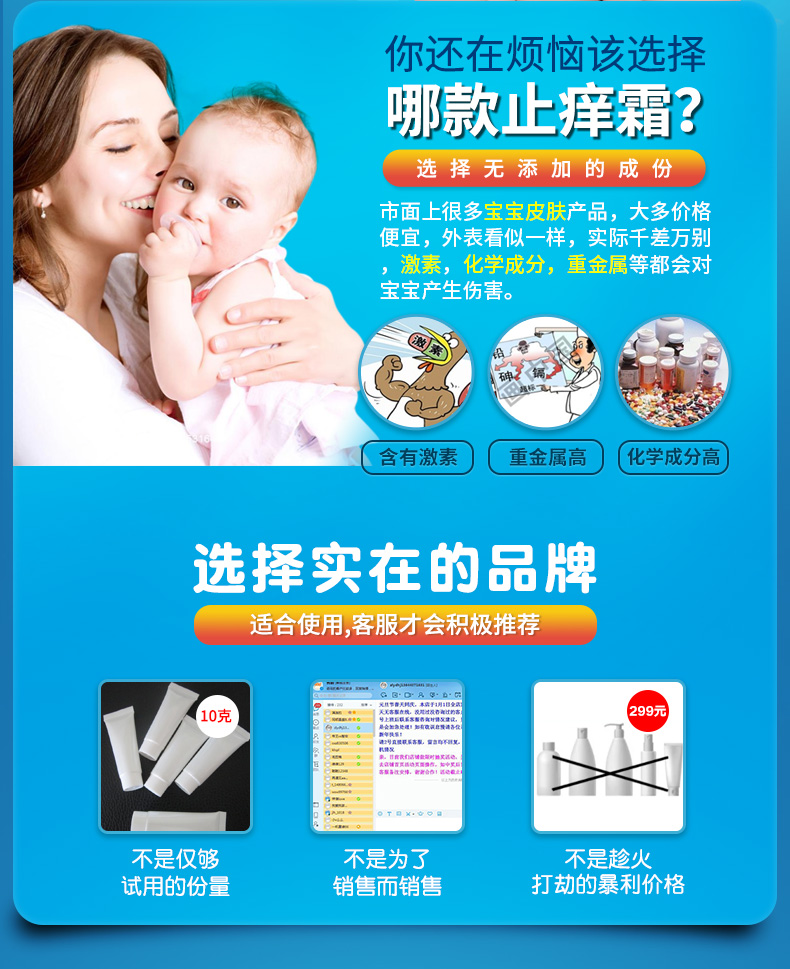 你还在烦恼该选择
哪款止痒霜?
选择无添加的成份
市面上很多宝宝皮肤产品，大多价格
便宜，外表看似一样，实际千差万别
，激素，化学成分，重金属等都会对
宝宝产生伤害。
激素
铅
砷 镉
超标
含有激素
重金属高
化学成分高
选择实在的品牌
适合使用,客服才会积极推荐
10克
299元
不是仅够
试用的份量
不是为了
销售而销售
不是趁火
打劫的暴利价格